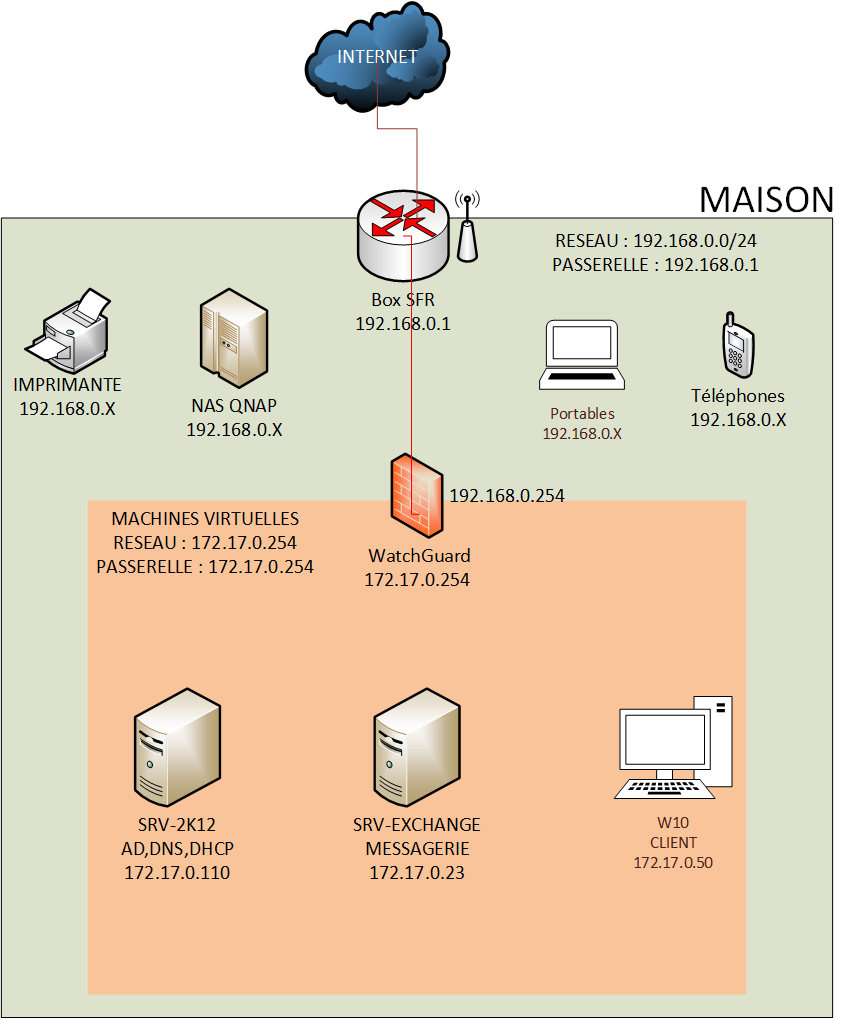 INTERNET
MAISON
RESEAU : 192.168.0.0/24
PASSERELLE : 192.168.0.1
Box SFR
192.168.0.1
IMPRIMANTE
192.168.0.X
NAS QNAP
192.168.0.X
Portables
192.168.0.X
Téléphones
192.168.0.X
192.168.0.254
MACHINES VIRTUELLES
RESEAU : 172.17.0.254
PASSERELLE : 172.17.0.254
WatchGuard
172.17.0.254
SRV-2K12
AD,DNS,DHCP
172.17.0.110
SRV-EXCHANGE
MESSAGERIE
172.17.0.23
W10
CLIENT
172.17.0.50